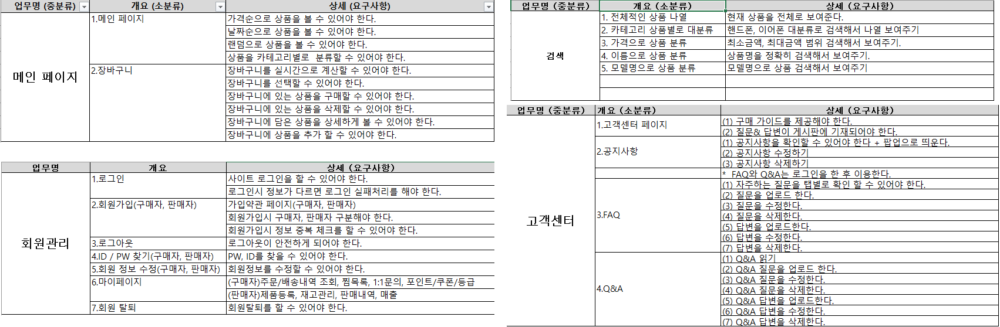 업무명 (중분류) 개요 (소분류) 상세 (요구사항)
메인 페이지
1.메인 페이지 가격순으로 상품을 볼 수 있어야 한다.
날짜순으로 상품을 볼 수 있어야 한다.
랜덤으로 상품을 볼 수 있어야 한다.
상품을 카테고리별로 분류할 수 있어야 한다.
2.장바구니 장바구니를 실시간으로 계산할 수 있어야 한다.
장바구니를 선택할 수 있어야 한다.
장바구니에 있는 상품을 구매할 수 있어야 한다.
장바구니에 있는 상품을 삭제할 수 있어야 한다.
장바구니에 담은 상품을 상세하게 볼 수 있어야 한다.
장바구니에 상품을 추가 할 수 있어야 한다.
업무명 개요 상세 (요구사항)
회원관리
1.로그인 사이트 로그인을 할 수 있어야 한다.
로그인시 정보가 다르면 로그인 실패처리를 해야 한다.
2.회원가입(구매자, 판매자) 가입약관 페이지(구매자, 판매자)
회원가입시 구매자, 판매자 구분해야 한다.
회원가입시 정보 중복 체크를 할 수 있어야 한다.
3.로그아웃 로그아웃이 안전하게 되어야 한다.
4.ID / PW 찾기(구매자, 판매자) PW, ID를 찾을 수 있어야 한다.
5.회원 정보 수정(구매자, 판매자) 회원정보를 수정할 수 있어야 한다.
6.마이페이지 (구매자)주문/배송내역 조회, 찜목록, 1:1문의, 포인트/쿠폰/등급
(판매자)제품등록, 재고관리, 판매내역, 매출
7.회원 탈퇴 회원탈퇴를 할 수 있어야 한다.
업무명 (중분류) 개요 (소분류) 상세 (요구사항)
검색
1. 전체적인 상품 나열 현재 상품을 전체로 보여준다.
2. 카테고리 상품별로 대분류 핸드폰, 이어폰 대분류로 검색해서 나열 보여주기
3. 가격으로 상품 분류 최소금액, 최대금액 범위 검색해서 보여주기.
4. 이름으로 상품 분류 상품명을 정확히 검색해서 보여주기.
5. 모델명으로 상품 분류 모델명으로 상품 검색해서 보여주기
업무명 (중분류) 개요 (소분류) 상세 (요구사항)
고객센터
1.고객센터 페이지 (1) 구매 가이드를 제공해야 한다.
(2) 질문& 답변이 게시판에 기재되어야 한다.
2.공지사항 (1) 공지사항을 확인할 수 있어야 한다 + 팝업으로 띄운다.
(2) 공지사항 수정하기
(3) 공지사항 삭제하기
* FAQ와 Q&A는 로그인을 한 후 이용한다.
3.FAQ (1) 자주하는 질문을 탭별로 확인 할 수 있어야 한다.
(2) 질문을 업로드 한다.
(3) 질문을 수정한다.
(4) 질문을 삭제한다.
(5) 답변을 업로드한다.
(6) 답변을 수정한다.
(7) 답변을 삭제한다.
4.Q&A (1) Q&A 읽기
(2) Q&A 질문을 업로드 한다.
(3) Q&A 질문을 수정한다.
(4) Q&A 질문을 삭제한다.
(5) Q&A 답변을 업로드한다.
(6) Q&A 답변을 수정한다.
(7) Q&A 답변을 삭제한다.